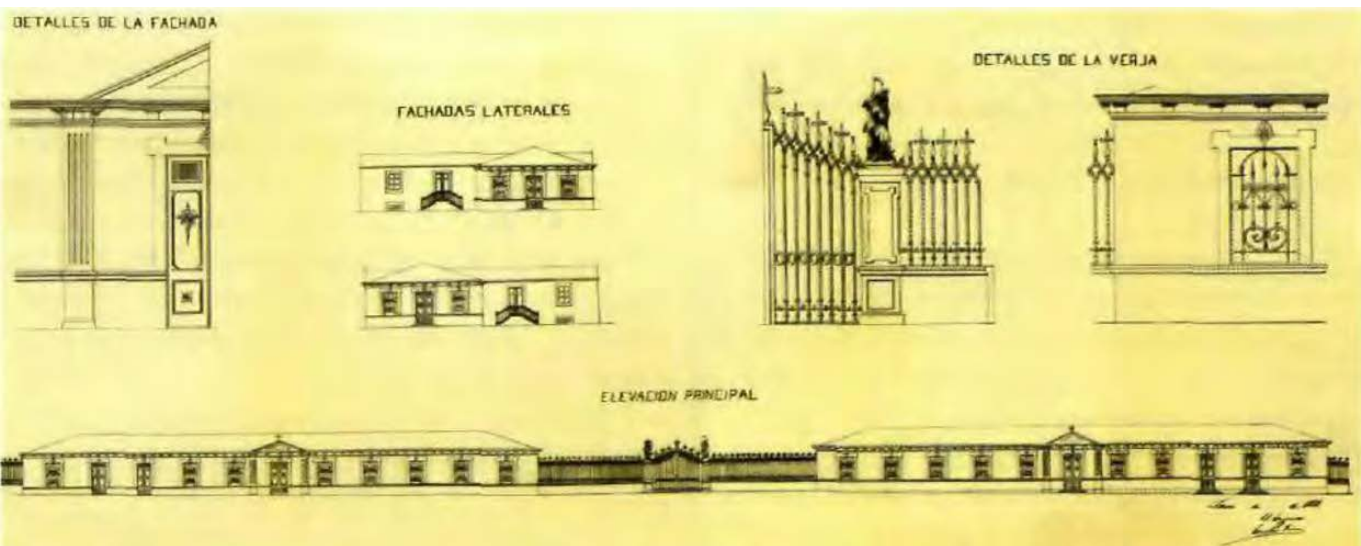 DETALLES DE LA FACHADA
FACHADAS LATERALES
DETALLES DE LA VERJA
ELEVACION PRINCIPAL